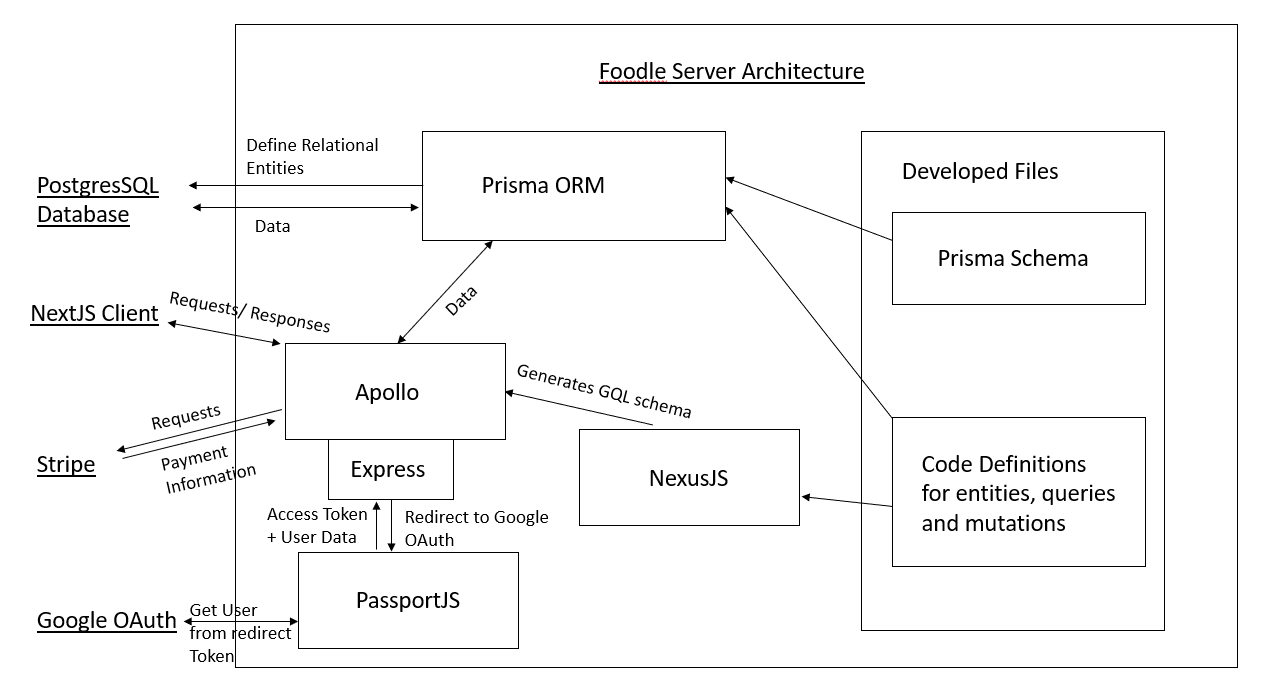 Foodle Server Architecture
Define Relational
Entities
PostgresSQL
Database
Data
Prisma ORM
Developed Files
Prisma Schema
NextJS Client
Requests/ Responses
Data
Apollo
Generates GQL schema
Requests
Stripe
Payment
Information
Express
NexusJS
Code Definitions
for entities, queries
and mutations
Access Token
+ User Data
Redirect to Google
OAuth
PassportJS
Google OAuth
Get User
from redirect
Token